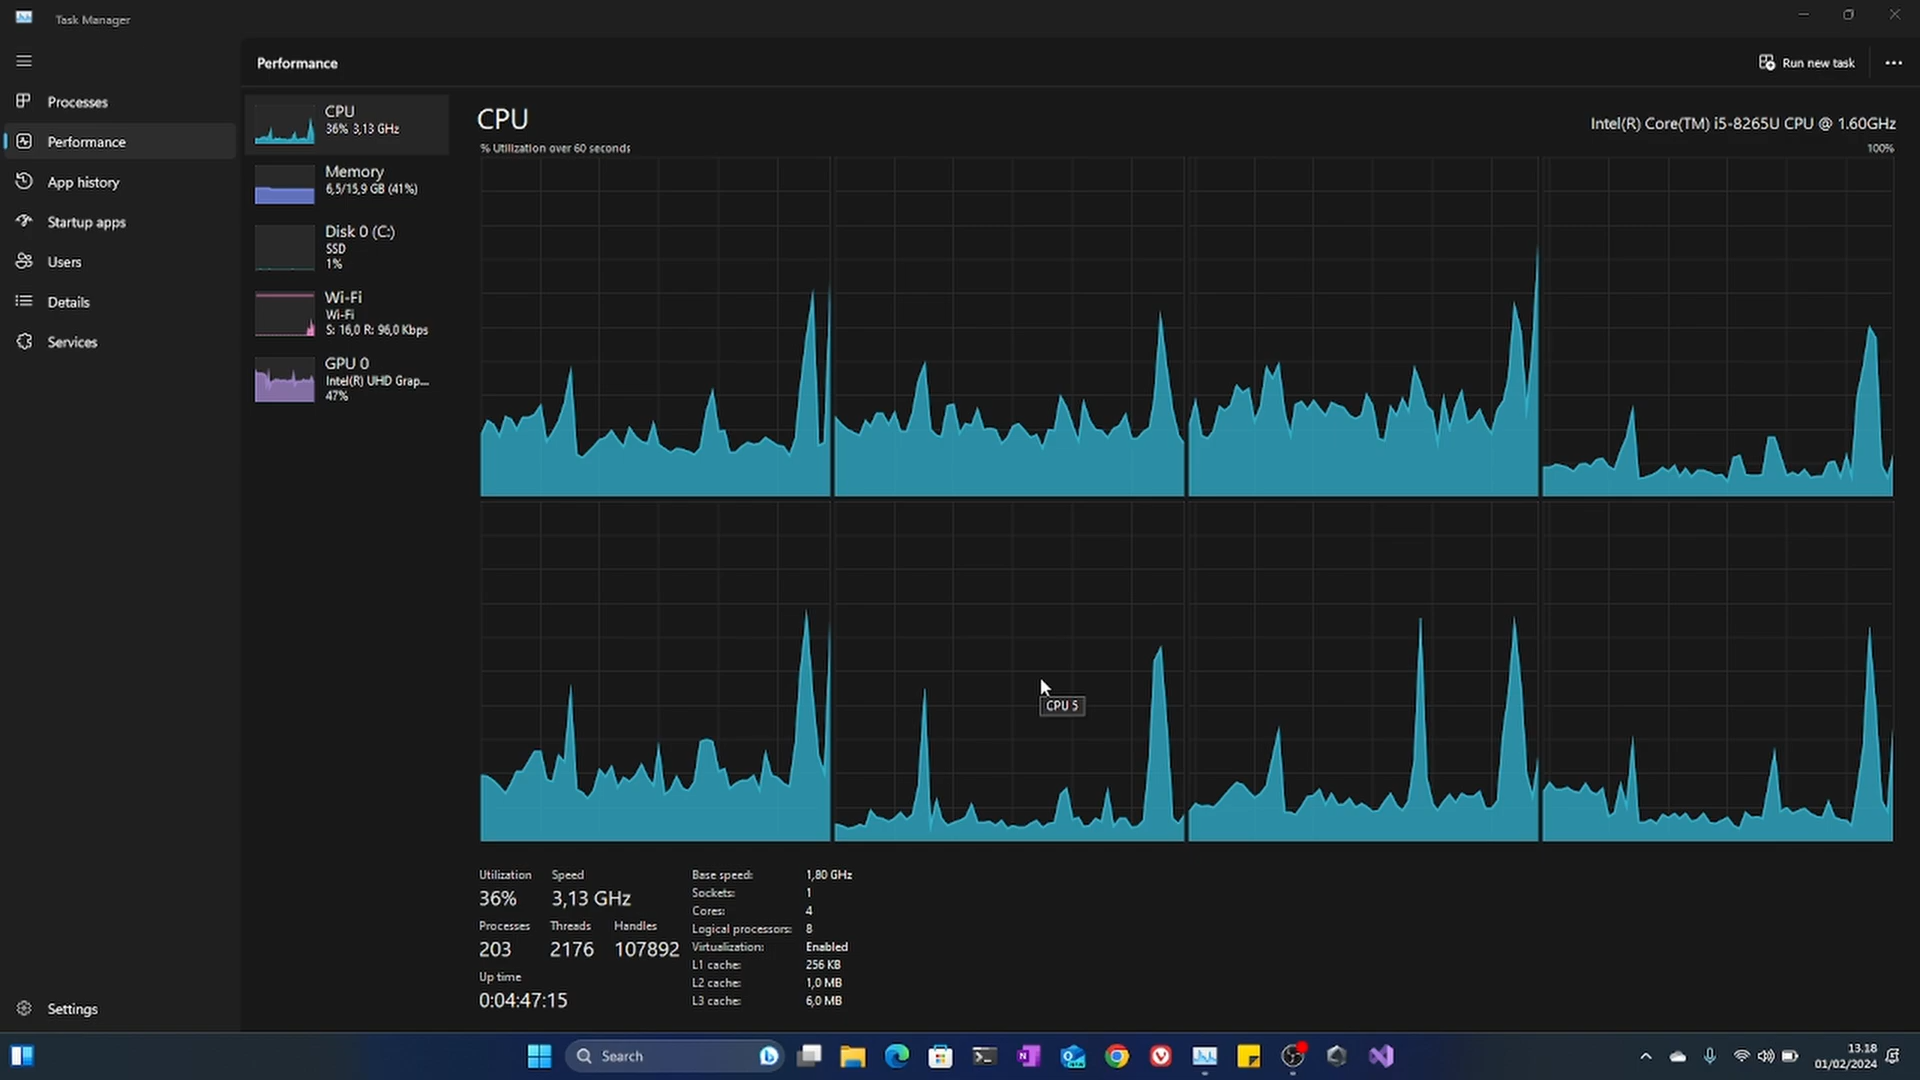 Task Manager
Performance
Run new task
Processes
Performance
App history
Startup apps
Users
Details
Services
Settings
CPU
36% 3,13 GHz
Memory
6,5/15,9 GB (41%)
Disk 0 (C:)
SSD
1%
Wi-Fi
Wi-Fi
S: 16,0 R: 96,0 Kbps
GPU 0
Intel(R) UHD Grap...
47%
CPU
Intel(R) Core(TM) i5-8265U CPU @ 1.60GHz
% Utilization over 60 seconds
100%
CPU 5
Utilization Speed
36% 3,13 GHz
Processes Threads Handles
203 2176 107892
Up time
0:04:47:15
Base speed: 1,80 GHz
Sockets: 1
Cores: 4
Logical processors: 8
Virtualization: Enabled
L1 cache: 256 KB
L2 cache: 1,0 MB
L3 cache: 6,0 MB
Search
13.18
01/02/2024